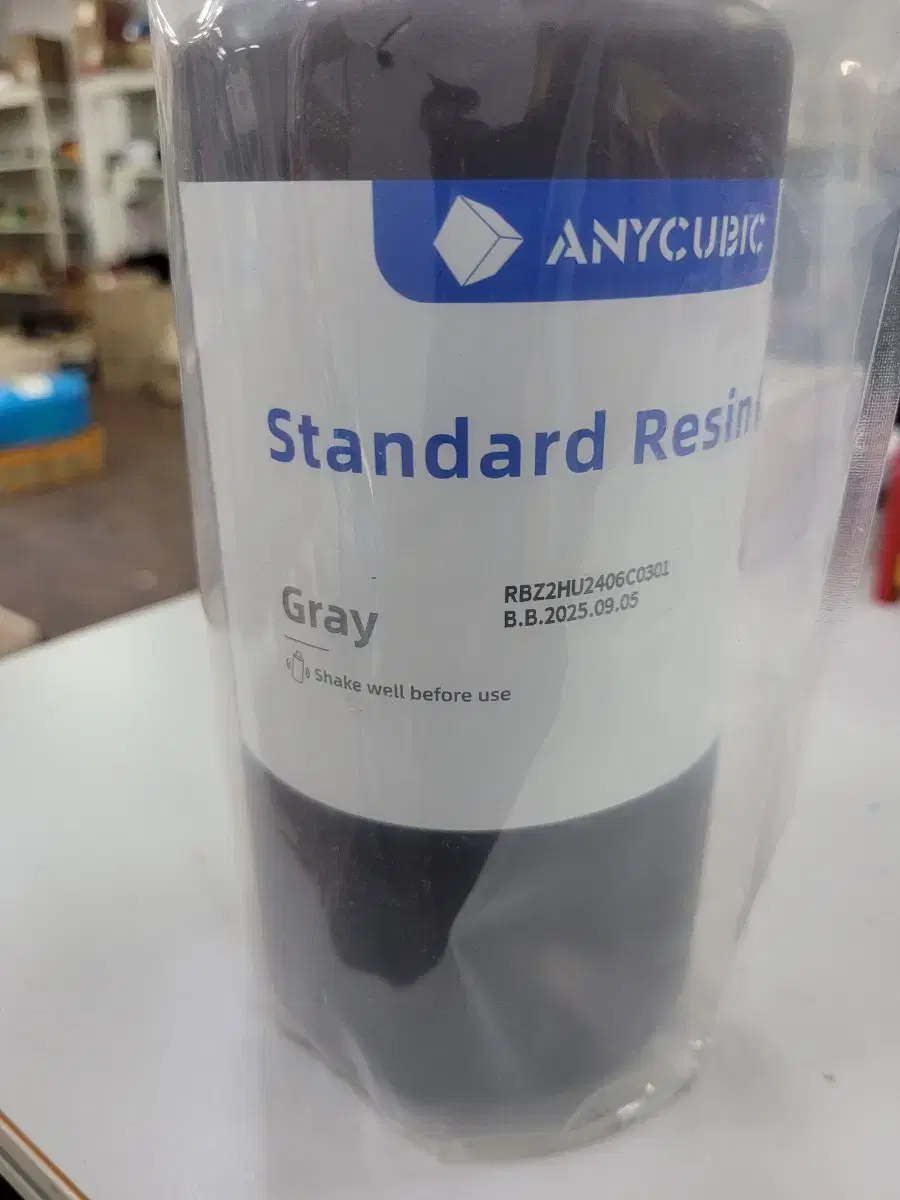 ANYCUBIC
Standard Resin
Gray
RBZ2HU2406C0301
B.B.2025.09.05
Shake well before use